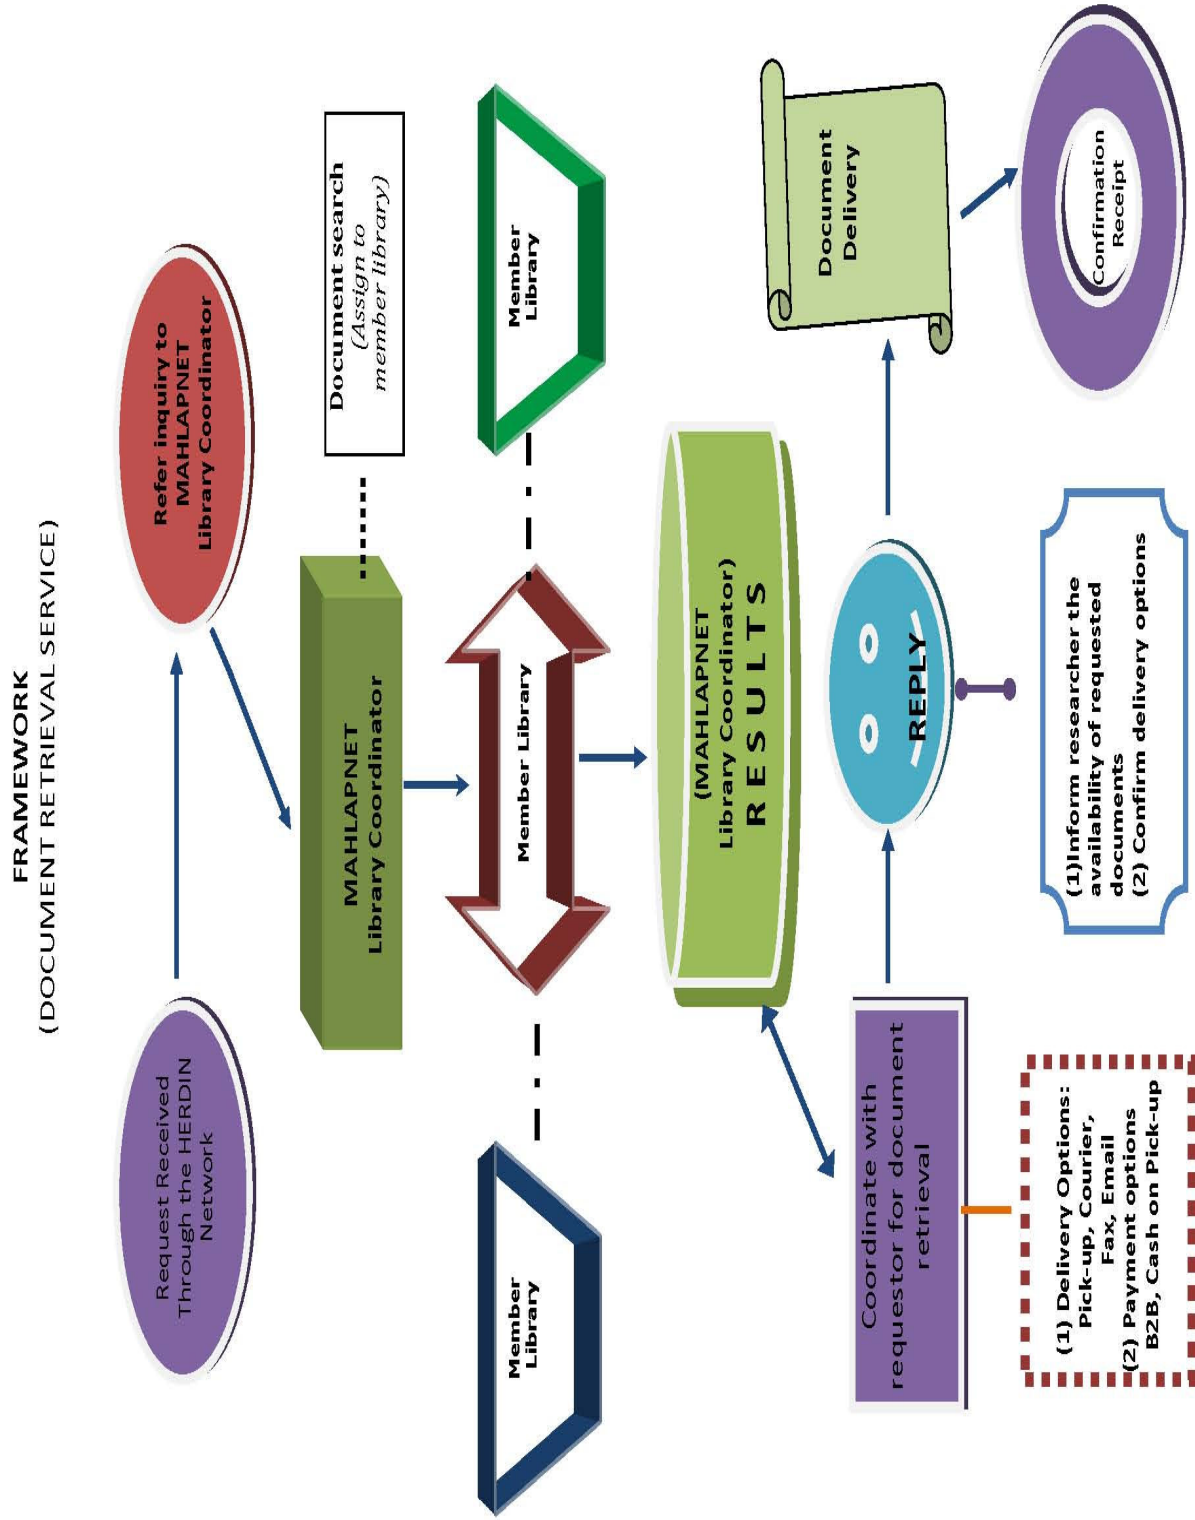 FRAMEWORK
(DOCUMENT RETRIEVAL SERVICE)
Request Received
Through the HERDIN
Network
Refer inquiry to
MAHLAPNET
Library Coordinator
MAHLAPNET
Library Coordinator
Document search
(Assign to
member library)
Member
Library
Member Library
Member
Library
(MAHLAPNET
Library Coordinator)
RESULTS
Coordinate with
requestor for document
retrieval
REPLY
Document
Delivery
(1) Delivery Options:
Pick-up, Courier,
Fax, Email
(2) Payment options
B2B, Cash on Pick-up
(1)Inform researcher the
availability of requested
documents
(2) Confirm delivery options
Confirmation
Receipt